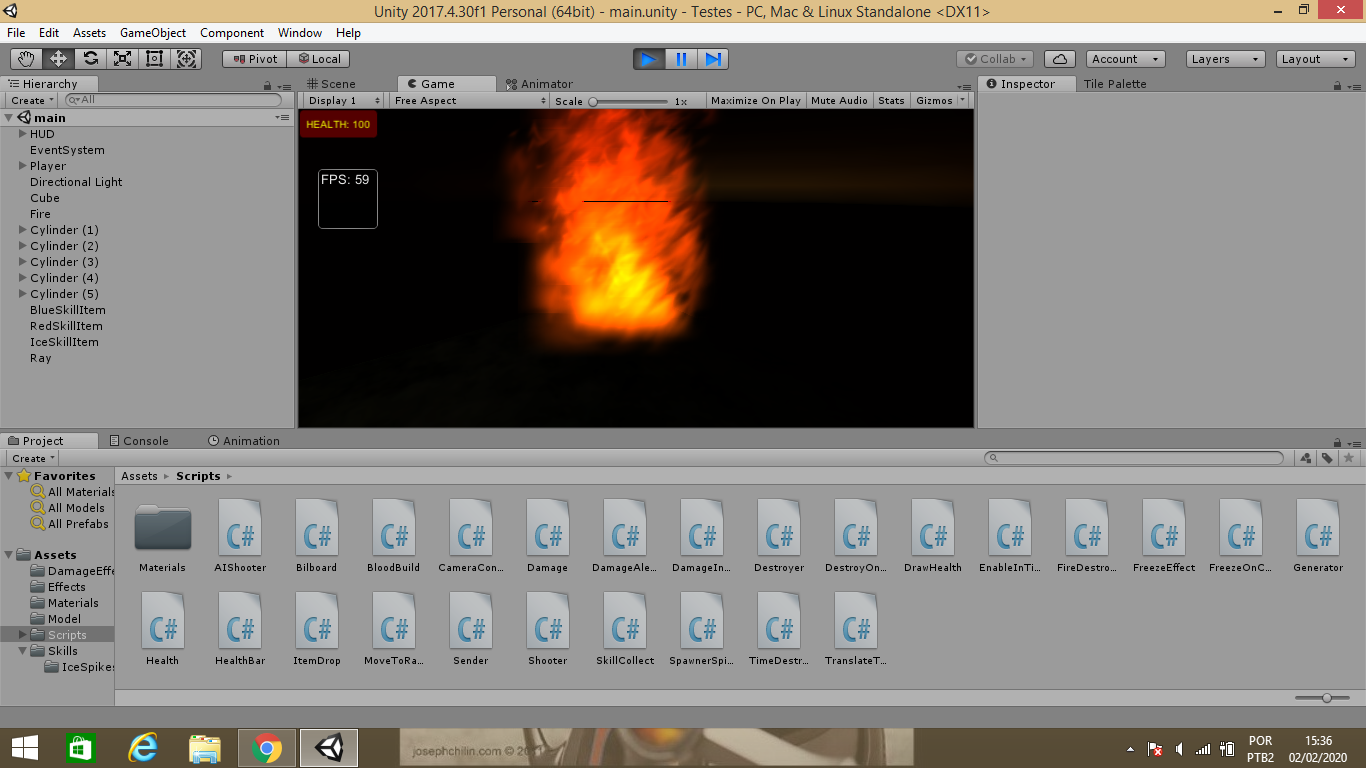 Unity 2017.4.30f1 Personal (64bit) - main.unity - Testes - PC, Mac & Linux Standalone <DX11>
File Edit Assets GameObject Component Window Help
Pivot Local Collab Account Layers Layout
Hierarchy
Create All
main
HUD
EventSystem
Player
Directional Light
Cube
Fire
Cylinder (1)
Cylinder (2)
Cylinder (3)
Cylinder (4)
Cylinder (5)
BlueSkillItem
RedSkillItem
IceSkillItem
Ray
Scene Game Animator
Display 1 Free Aspect Scale 1x Maximize On Play Mute Audio Stats Gizmos
HEALTH: 100
FPS: 59
Inspector Tile Palette
Project Console Animation
Create
Favorites
All Materials
All Models
All Prefabs
Assets
DamageEffe
Effects
Materials
Model
Scripts
Skills
IceSpikes
Assets Scripts
C# C# C# C# C# C# C# C# C# C# C# C# C# C# C#
Materials AIShooter Bilboard BloodBuild CameraCon... Damage DamageAle... DamageIn... Destroyer DestroyOn... DrawHealth EnableInTi... FireDestro... FreezeEffect FreezeOnC... Generator
C# C# C# C# C# C# C# C# C# C#
Health HealthBar ItemDrop MoveToRa... Sender Shooter SkillCollect SpawnerSpi... TimeDestr... TranslateT...
josephchilin.com © 2011
POR
PTB2
15:36
02/02/2020